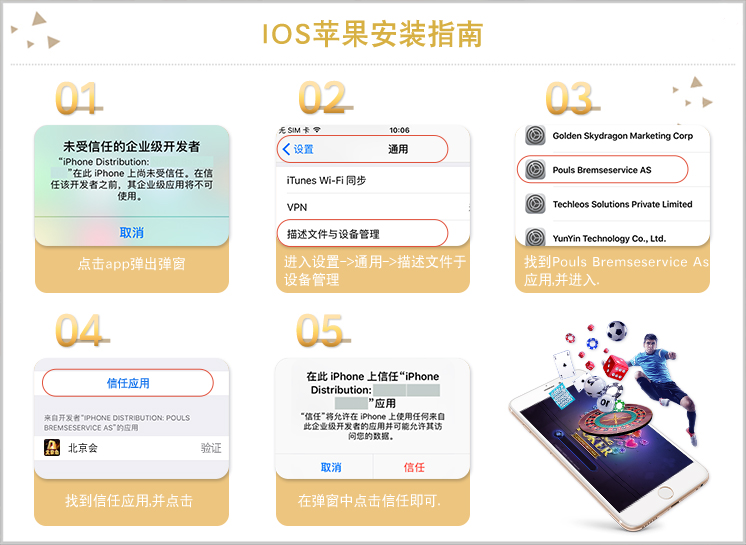 IOS苹果安装指南
01
未受信任的企业级开发者
“iPhone Distribution:
”在此 iPhone 上尚未受信任。在信
任该开发者之前，其企业级应用将不可
使用。
取消
点击app弹出弹窗
02
无 SIM 卡
10:06
设置
通用
iTunes Wi-Fi 同步
VPN
描述文件与设备管理
进入设置->通用->描述文件于
设备管理
03
Golden Skydragon Marketing Corp
Pouls Bremseservice AS
Techleos Solutions Private Limited
YunYin Technology Co., Ltd.
找到Pouls Bremseservice As
应用,并进入.
04
信任应用
来自开发者“IPHONE DISTRIBUTION: POULS
BREMSESERVICE AS”的应用
北京会
验证
找到信任应用,并点击
05
在此 iPhone 上信任“iPhone
Distribution:
”应用
“信任”将允许在 iPhone 上使用任何来自
此企业级开发者的应用并可能允许其访
问您的数据。
取消
信任
在弹窗中点击信任即可.